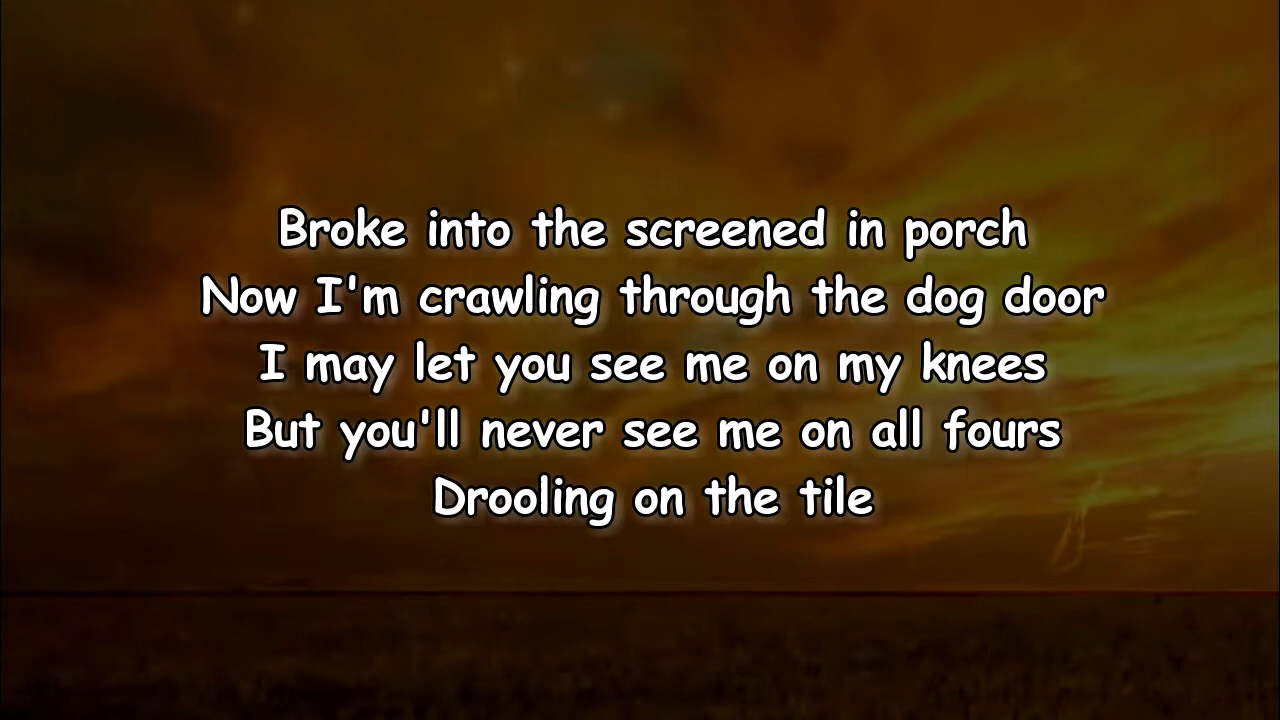 Broke into the screened in porch
Now I'm crawling through the dog door
I may let you see me on my knees
But you'll never see me on all fours
Drooling on the tile